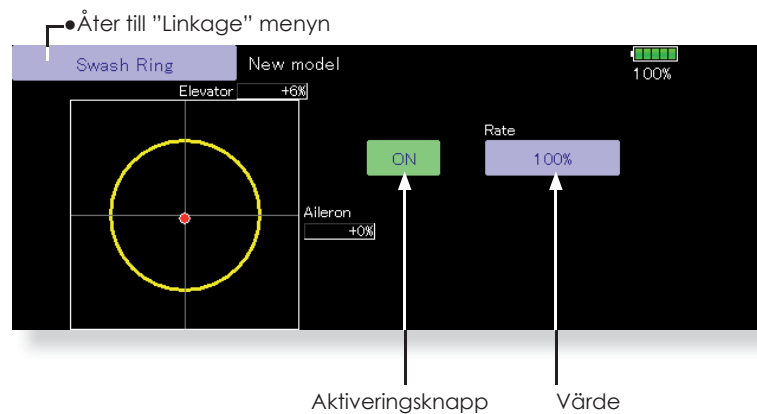 ●Åter till ”Linkage” menyn
Swash Ring
New model
100%
Elevator +6%
Rate
ON
100%
Aileron
+0%
Aktiveringsknapp
Värde